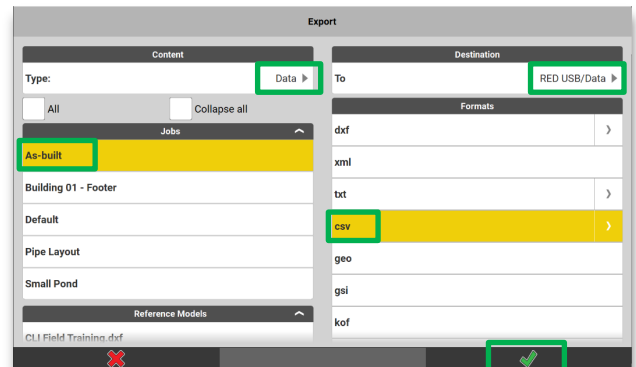 Export
Content
Type: Data
All Collapse all
Jobs
As-built
Building 01 - Footer
Default
Pipe Layout
Small Pond
Reference Models
CLI Field Training.dxf
Destination
To RED USB/Data
Formats
dxf
xml
txt
csv
geo
gsi
kof